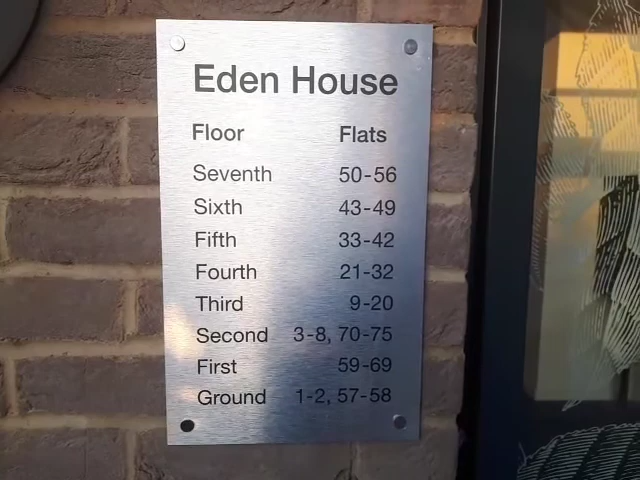 Eden House
Floor Flats
Seventh 50-56
Sixth 43-49
Fifth 33-42
Fourth 21-32
Third 9-20
Second 3-8, 70-75
First 59-69
Ground 1-2, 57-58